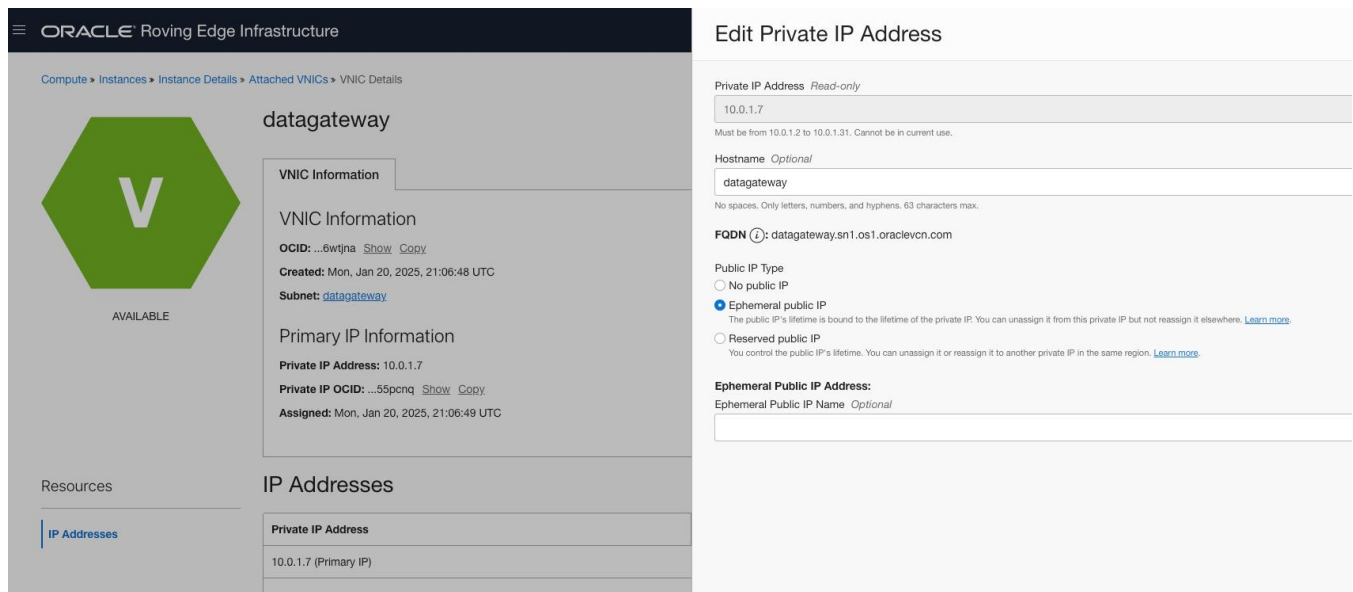 ORACLE Roving Edge Infrastructure
Compute » Instances » Instance Details » Attached VNICs » VNIC Details
V
AVAILABLE
datagateway
VNIC Information
VNIC Information
OCID: ...6wtjna Show Copy
Created: Mon, Jan 20, 2025, 21:06:48 UTC
Subnet: datagateway
Primary IP Information
Private IP Address: 10.0.1.7
Private IP OCID: ...55pcnq Show Copy
Assigned: Mon, Jan 20, 2025, 21:06:49 UTC
Resources
IP Addresses
IP Addresses
Private IP Address
10.0.1.7 (Primary IP)
Edit Private IP Address
Private IP Address Read-only
10.0.1.7
Must be from 10.0.1.2 to 10.0.1.31. Cannot be in current use.
Hostname Optional
datagateway
No spaces. Only letters, numbers, and hyphens. 63 characters max.
FQDN i : datagateway.sn1.os1.oraclevcn.com
Public IP Type
No public IP
Ephemeral public IP
The public IP's lifetime is bound to the lifetime of the private IP. You can unassign it from this private IP but not reassign it elsewhere. Learn more.
Reserved public IP
You control the public IP's lifetime. You can unassign it or reassign it to another private IP in the same region. Learn more.
Ephemeral Public IP Address:
Ephemeral Public IP Name Optional